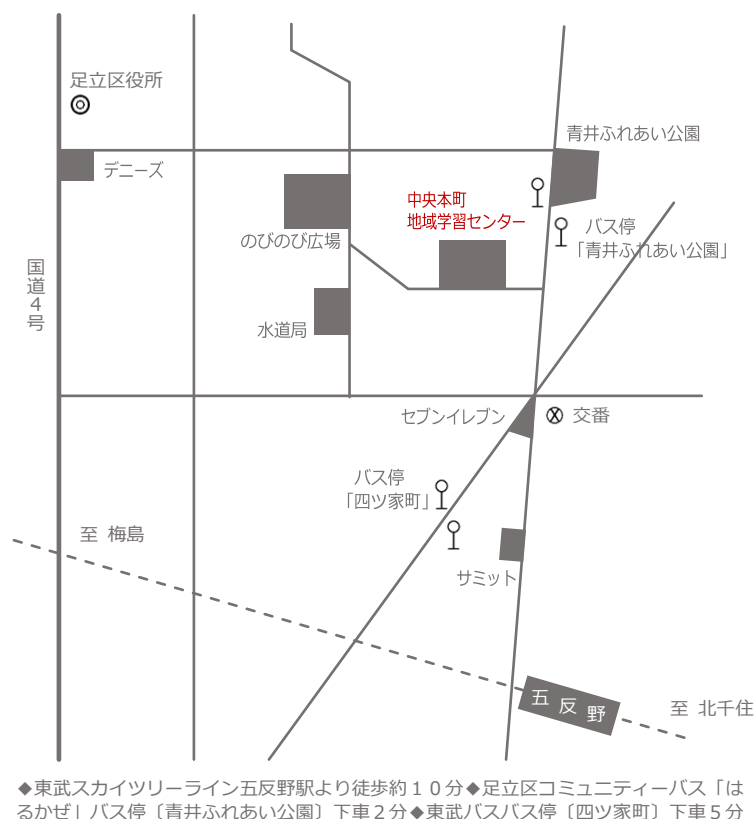 足立区役所
デニーズ
青井ふれあい公園
中央本町
地域学習センター
バス停
「青井ふれあい公園」
のびのび広場
国道４号
水道局
セブンイレブン
交番
バス停
「四ツ家町」
至 梅島
サミット
五反野
至 北千住
◆東武スカイツリーライン五反野駅より徒歩約１０分◆足立区コミュニティーバス「は
るかぜ」バス停〔青井ふれあい公園〕下車２分◆東武バスバス停〔四ツ家町〕下車５分